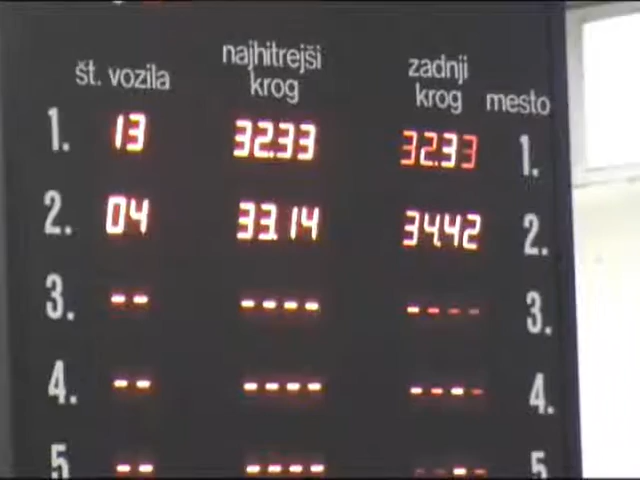 št. vozila najhitrejši krog zadnji krog mesto
1. 13 32.33 32.33 1.
2. 04 33.14 34.42 2.
3. -- ---- ---- 3.
4. -- ---- ---- 4.
5 -- ---- ---- 5